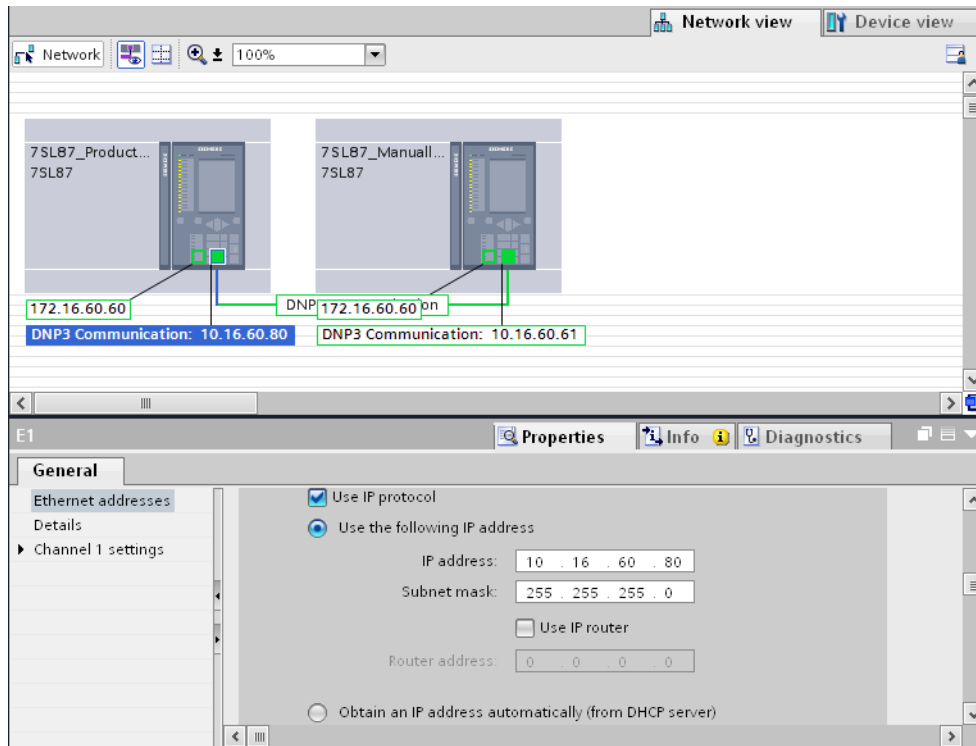 Network view
Device view
Network
100%
7SL87_Product...
7SL87
SIEMENS
7SL87_Manuall...
7SL87
SIEMENS
172.16.60.60
DNP
172.16.60.60
on
DNP3 Communication: 10.16.60.80
DNP3 Communication: 10.16.60.61
E1
Properties
Info
Diagnostics
General
Ethernet addresses
Details
Channel 1 settings
Use IP protocol
Use the following IP address
IP address: 10 . 16 . 60 . 80
Subnet mask: 255 . 255 . 255 . 0
Use IP router
Router address: 0 . 0 . 0 . 0
Obtain an IP address automatically (from DHCP server)